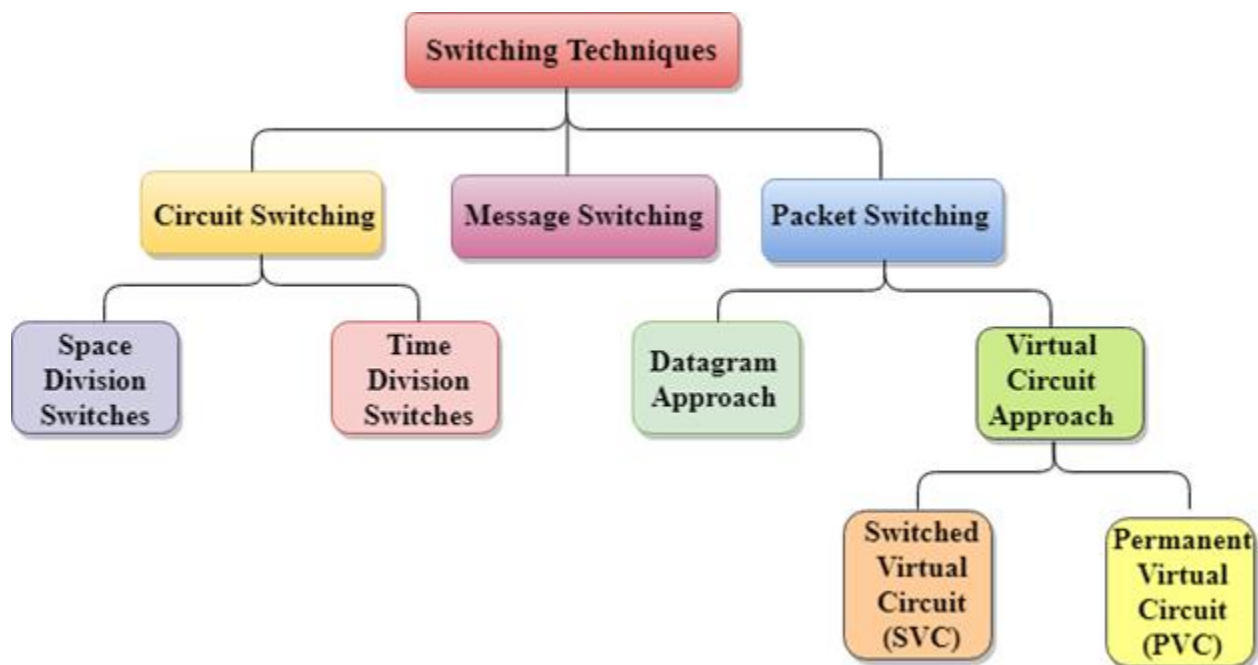 Switching Techniques
Circuit Switching
Message Switching
Packet Switching
Space
Division
Switches
Time
Division
Switches
Datagram
Approach
Virtual
Circuit
Approach
Switched
Virtual
Circuit
(SVC)
Permanent
Virtual
Circuit
(PVC)